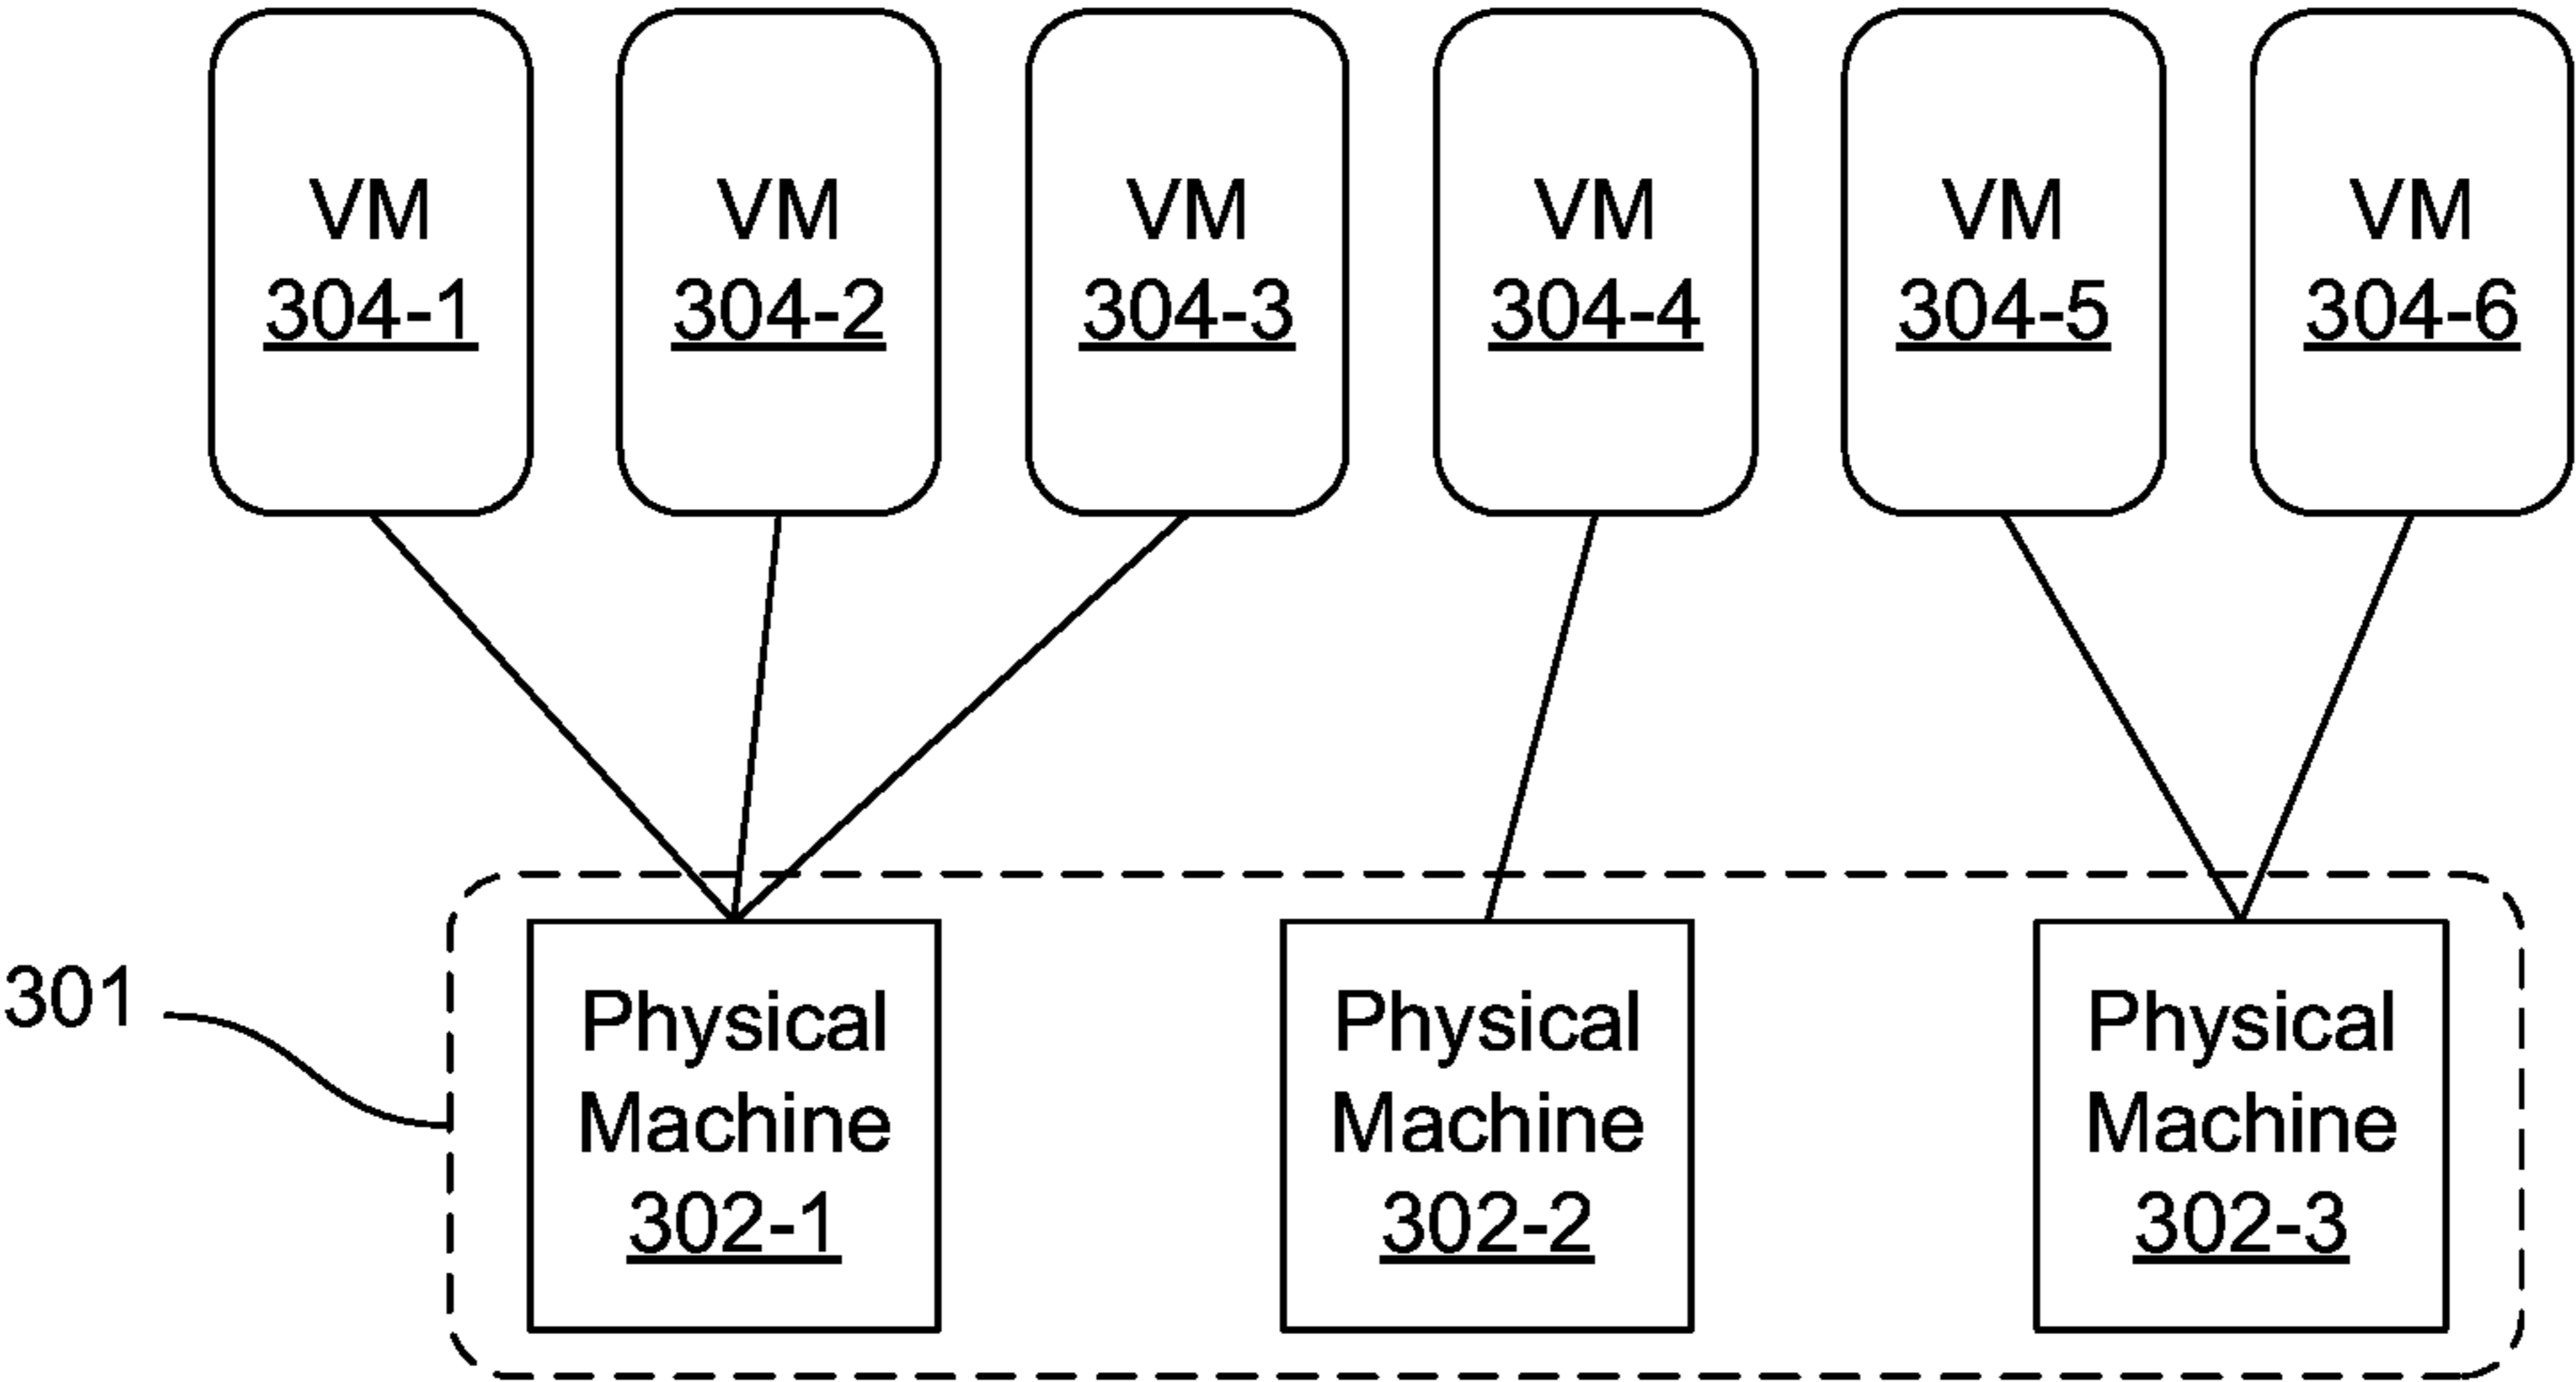 VM
304-1
VM
304-2
VM
304-3
VM
304-4
VM
304-5
VM
304-6
301
Physical
Machine
302-1
Physical
Machine
302-2
Physical
Machine
302-3